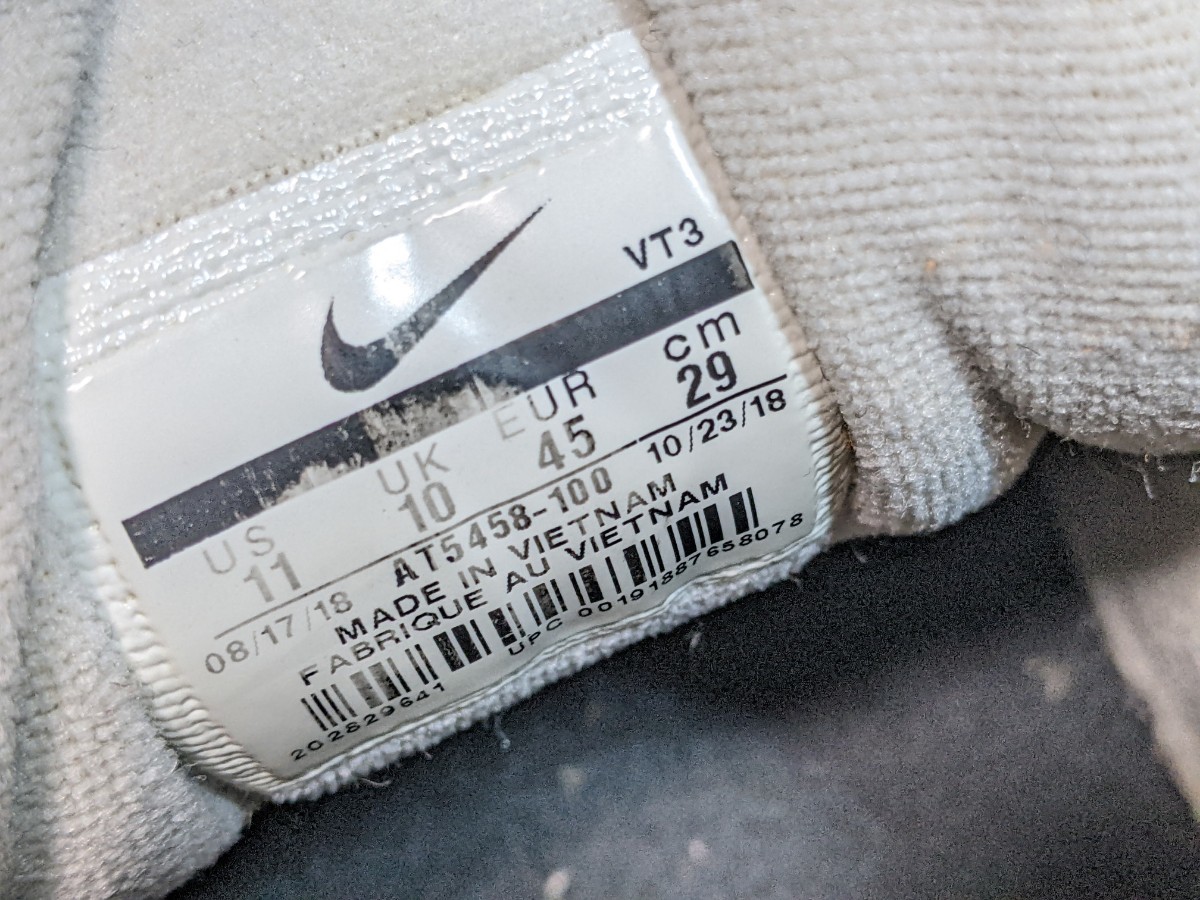 VT3
US UK EUR cm
11 10 45 29
08/17/18 AT5458-100 10/23/18
MADE IN VIETNAM
FABRIQUE AU VIETNAM
202829641 UPC 00191887658078